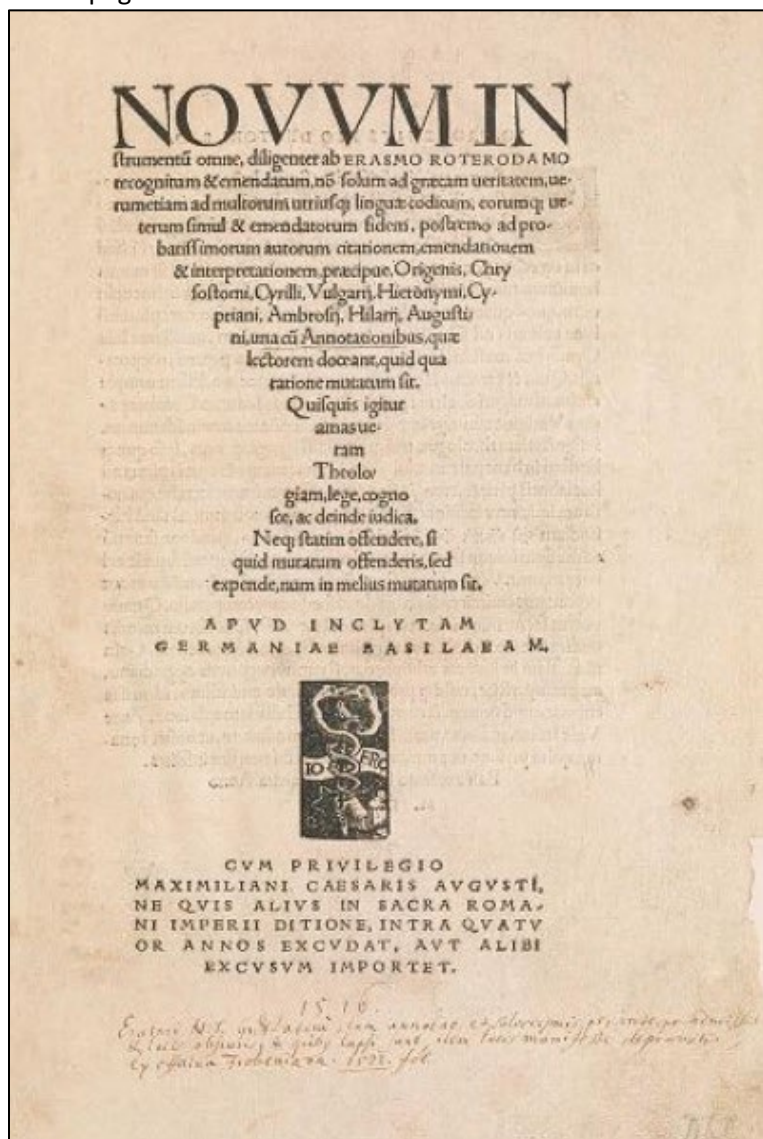 NOVVM IN
strumentū omne, diligenter ab ERASMO ROTERODAMO
recognitum & emendatum, nō solum ad græcam ueritatem, ue-
rumetiam ad multorum utriusq; linguæ codicum, eorumq; ue-
terum simul & emendatorum fidem, postremo ad pro-
batissimorum autorum citationem, emendationem
& interpretationem, præcipue, Origenis, Chry
sostomi, Cyrilli, Vulgarij, Hieronymi, Cy-
priani, Ambrosij, Hilarij, Augusti
ni, una cū Annotationibus, quæ
lectorem doceant, quid qua
ratione mutatum sit.
Quisquis igitur
amas ue-
ram
Theolo
giam, lege, cogno
sce, ac deinde iudica.
Neq; statim offendere, si
quid mutatum offenderis, sed
expende, num in melius mutatum sit.
APVD INCLYTAM
GERMANIAE BASILAEAM.
IO FRO
CVM PRIVILEGIO
MAXIMILIANI CAESARIS AVGVSTI,
NE QVIS ALIVS IN SACRA ROMA-
NI IMPERII DITIONE, INTRA QVATV
OR ANNOS EXCVDAT, AVT ALIBI
EXCVSVM IMPORTET.
1516.